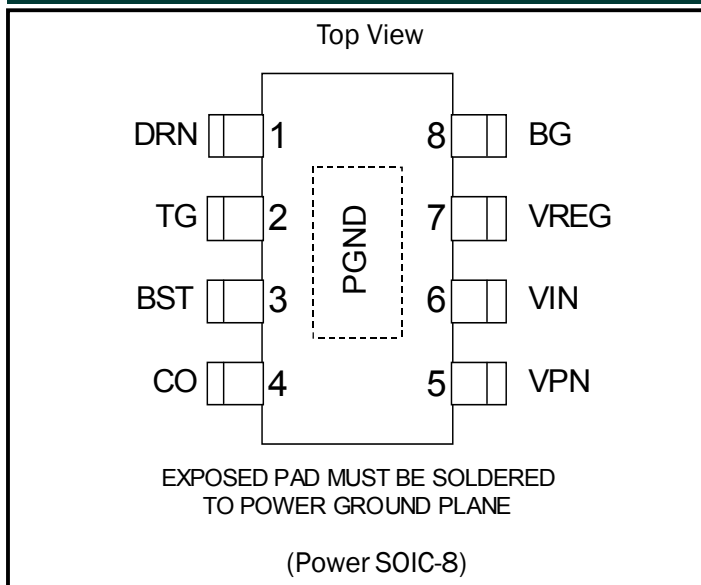 Top View
DRN 1 8 BG
TG 2 7 VREG
PGND
BST 3 6 VIN
CO 4 5 VPN
EXPOSED PAD MUST BE SOLDERED
TO POWER GROUND PLANE
(Power SOIC-8)